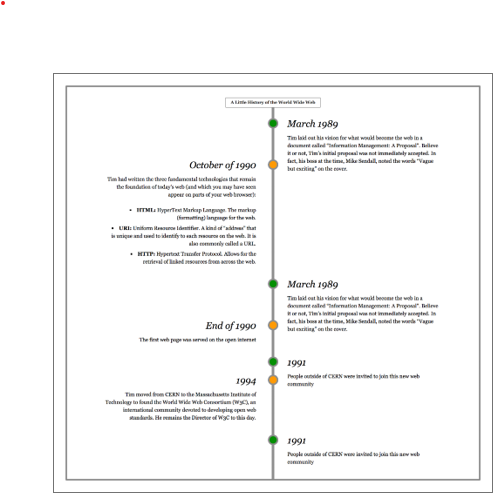 A Little History of the World Wide Web
March 1989
Tim laid out his vision for what would become the web in a
document called "Information Management: A Proposal". Believe
it or not, Tim's initial proposal was not immediately accepted. In
fact, his boss at the time, Mike Sendall, noted the words "Vague
but exciting" on the cover.
October of 1990
Tim had written the three fundamental technologies that remain
the foundation of today's web (and which you may have seen
appear on parts of your web browser):
• HTML: HyperText Markup Language. The markup
(formatting) language for the web.
• URI: Uniform Resource Identifier. A kind of "address" that
is unique and used to identify to each resource on the web. It is
also commonly called a URL.
• HTTP: Hypertext Transfer Protocol. Allows for the
retrieval of linked resources from across the web.
March 1989
Tim laid out his vision for what would become the web in a
document called "Information Management: A Proposal". Believe
it or not, Tim's initial proposal was not immediately accepted. In
fact, his boss at the time, Mike Sendall, noted the words "Vague
but exciting" on the cover.
End of 1990
The first web page was served on the open internet
1991
People outside of CERN were invited to join this new web
community
1994
Tim moved from CERN to the Massachusetts Institute of
Technology to found the World Wide Web Consortium (W3C), an
international community devoted to developing open web
standards. He remains the Director of W3C to this day.
1991
People outside of CERN were invited to join this new web
community